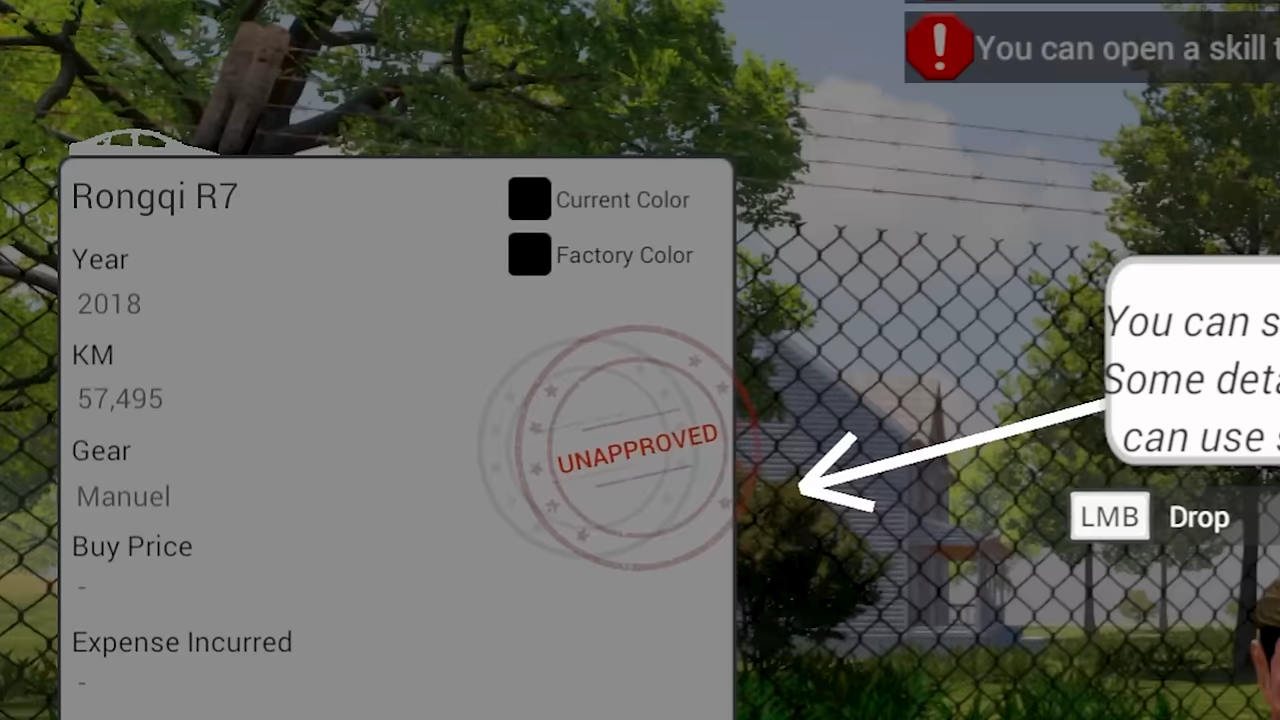 You can open a skill
Rongqi R7
Current Color
Factory Color
Year
2018
KM
57,495
Gear
Manuel
Buy Price
-
Expense Incurred
-
UNAPPROVED
You can
Some
can use
LMB Drop